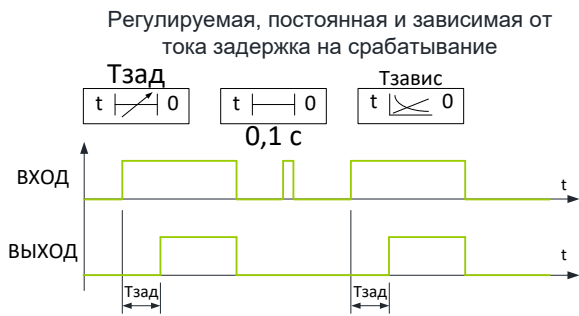 Регулируемая, постоянная и зависимая от
тока задержка на срабатывание
Тзад
Тзавис
t 0
t 0
t 0
0,1 с
ВХОД
t
ВЫХОД
t
Тзад
Тзад